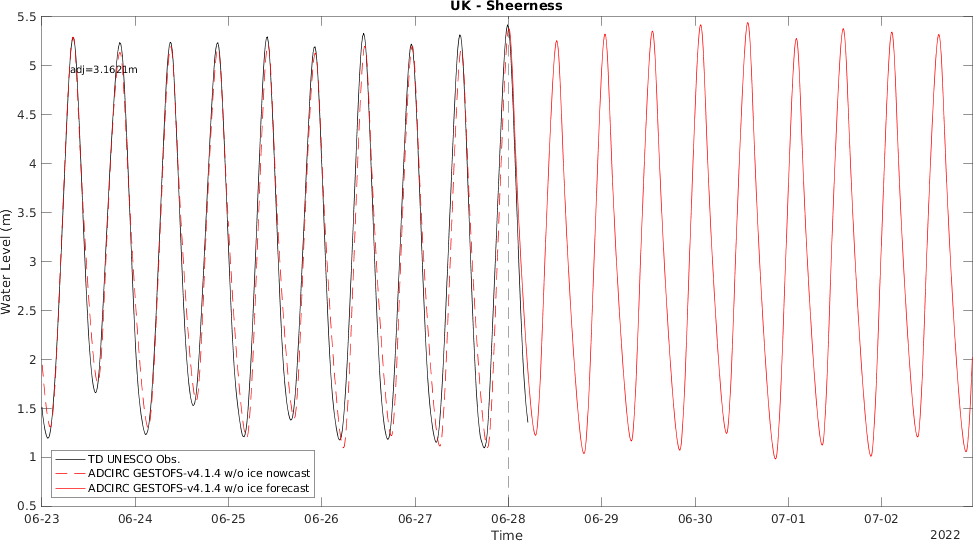 UK - Sheerness
5.5
5
4.5
4
3.5
3
2.5
2
1.5
1
0.5
Water Level (m)
adj=3.1621m
TD UNESCO Obs.
ADCIRC GESTOFS-v4.1.4 w/o ice nowcast
ADCIRC GESTOFS-v4.1.4 w/o ice forecast
06-23 06-24 06-25 06-26 06-27 06-28 06-29 06-30 07-01 07-02
Time
2022